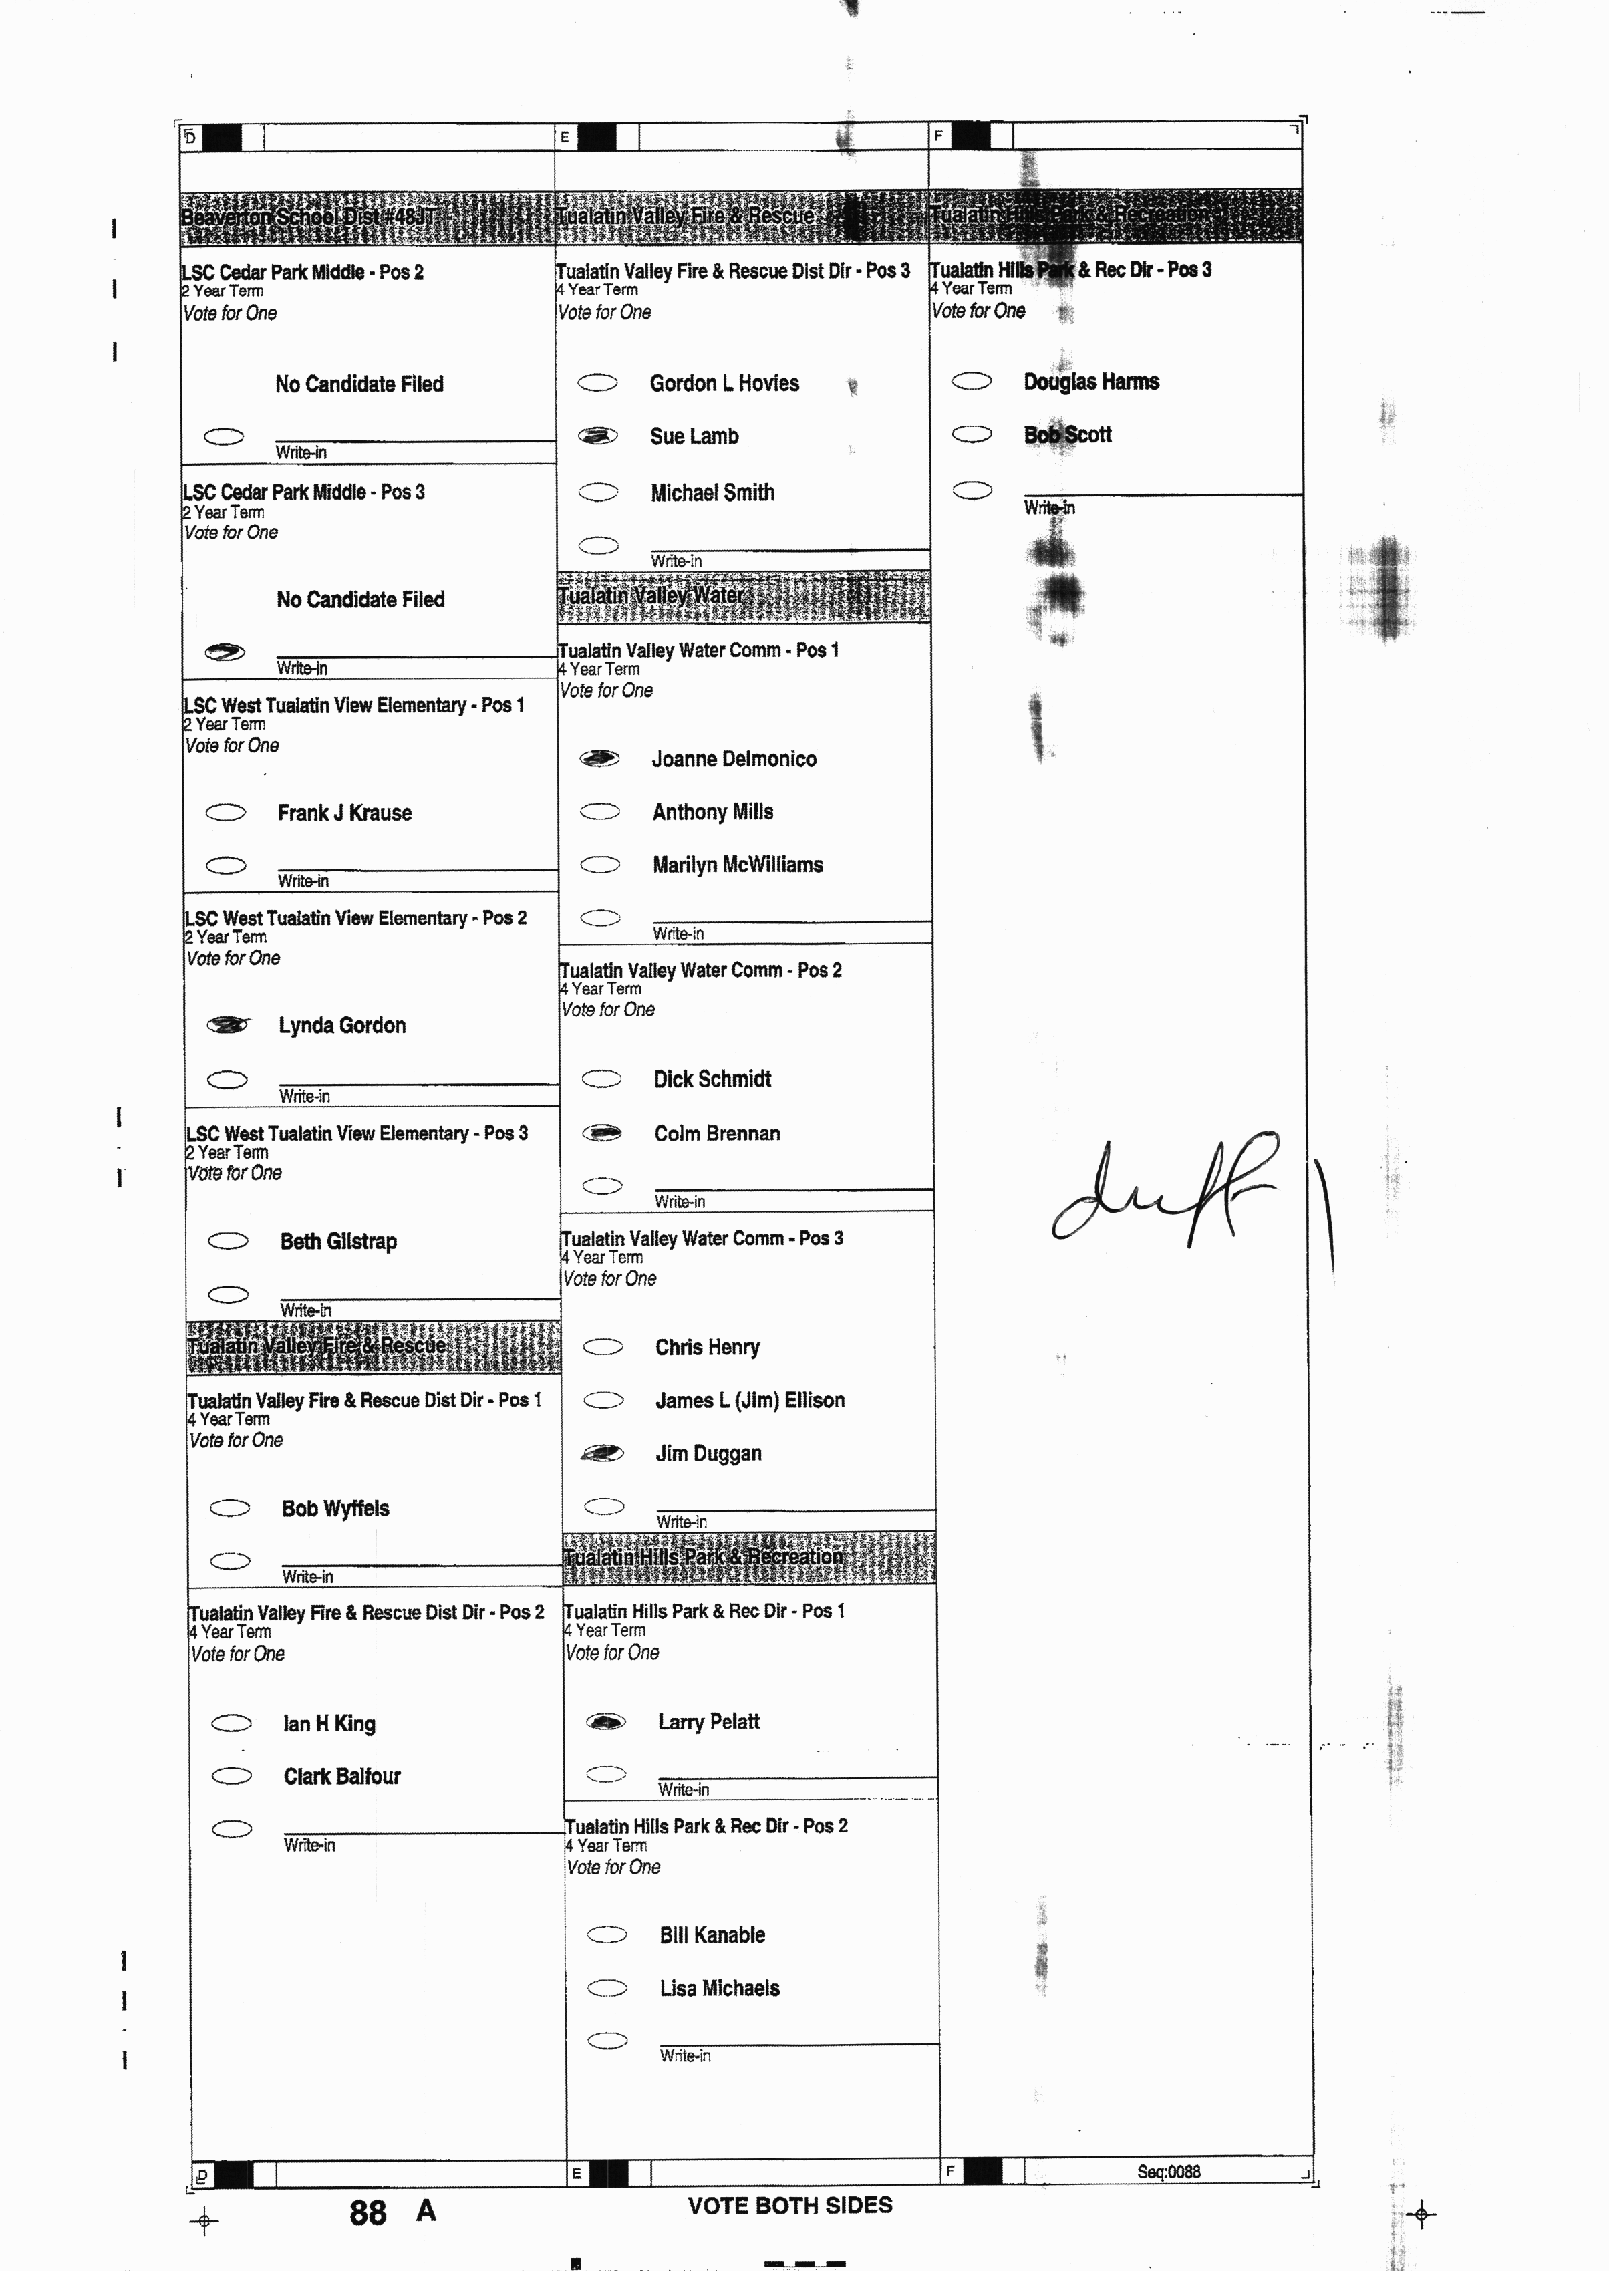 D
Beaverton School Dist #48JT
LSC Cedar Park Middle - Pos 2
2 Year Term
Vote for One
No Candidate Filed
Write-in
LSC Cedar Park Middle - Pos 3
2 Year Term
Vote for One
No Candidate Filed
Write-in
LSC West Tualatin View Elementary - Pos 1
2 Year Term
Vote for One
Frank J Krause
Write-in
LSC West Tualatin View Elementary - Pos 2
2 Year Term
Vote for One
Lynda Gordon
Write-in
LSC West Tualatin View Elementary - Pos 3
2 Year Term
Vote for One
Beth Gilstrap
Write-in
Tualatin Valley Fire & Rescue
Tualatin Valley Fire & Rescue Dist Dir - Pos 1
4 Year Term
Vote for One
Bob Wyffels
Write-in
Tualatin Valley Fire & Rescue Dist Dir - Pos 2
4 Year Term
Vote for One
Ian H King
Clark Balfour
Write-in
D
E
Tualatin Valley Fire & Rescue
Tualatin Valley Fire & Rescue Dist Dir - Pos 3
4 Year Term
Vote for One
Gordon L Hovies
Sue Lamb
Michael Smith
Write-in
Tualatin Valley Water
Tualatin Valley Water Comm - Pos 1
4 Year Term
Vote for One
Joanne Delmonico
Anthony Mills
Marilyn McWilliams
Write-in
Tualatin Valley Water Comm - Pos 2
4 Year Term
Vote for One
Dick Schmidt
Colm Brennan
Write-in
Tualatin Valley Water Comm - Pos 3
4 Year Term
Vote for One
Chris Henry
James L (Jim) Ellison
Jim Duggan
Write-in
Tualatin Hills Park & Recreation
Tualatin Hills Park & Rec Dir - Pos 1
4 Year Term
Vote for One
Larry Pelatt
Write-in
Tualatin Hills Park & Rec Dir - Pos 2
4 Year Term
Vote for One
Bill Kanable
Lisa Michaels
Write-in
E
F
Tualatin Hills Park & Recreation
Tualatin Hills Park & Rec Dir - Pos 3
4 Year Term
Vote for One
Douglas Harms
Bob Scott
Write-in
F
Seq:0088
88 A
VOTE BOTH SIDES